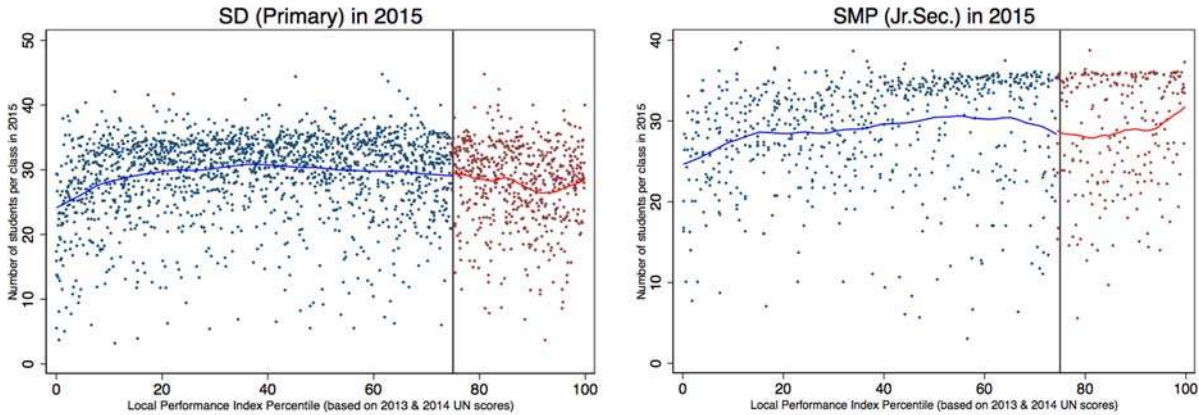 SD (Primary) in 2015
Number of students per class in 2015
50
40
30
20
10
0
0 20 40 60 80 100
Local Performance Index Percentile (based on 2013 & 2014 UN scores)
SMP (Jr.Sec.) in 2015
Number of students per class in 2015
40
30
20
10
0
0 20 40 60 80 100
Local Performance Index Percentile (based on 2013 & 2014 UN scores)